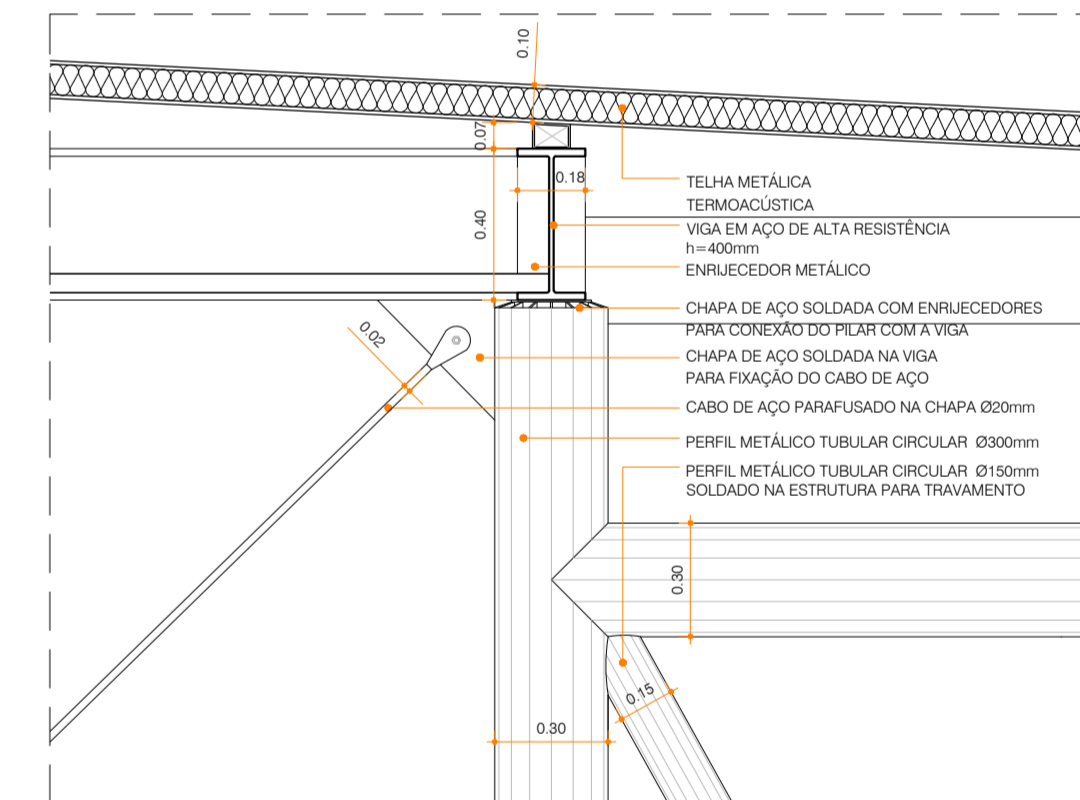 0.10
0.07
0.18
TELHA METÁLICA
TERMOACÚSTICA
0.40
VIGA EM AÇO DE ALTA RESISTÊNCIA
h=400mm
ENRIJECEDOR METÁLICO
CHAPA DE AÇO SOLDADA COM ENRIJECEDORES
PARA CONEXÃO DO PILAR COM A VIGA
0.02
CHAPA DE AÇO SOLDADA NA VIGA
PARA FIXAÇÃO DO CABO DE AÇO
CABO DE AÇO PARAFUSADO NA CHAPA Ø20mm
PERFIL METÁLICO TUBULAR CIRCULAR Ø300mm
PERFIL METÁLICO TUBULAR CIRCULAR Ø150mm
SOLDADO NA ESTRUTURA PARA TRAVAMENTO
0.30
0.15
0.30